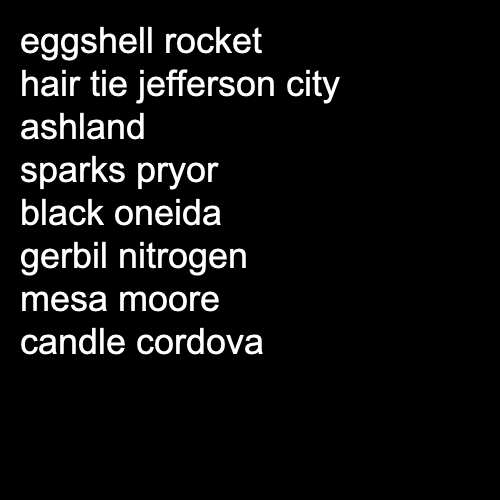 eggshell rocket
hair tie jefferson city
ashland
sparks pryor
black oneida
gerbil nitrogen
mesa moore
candle cordova